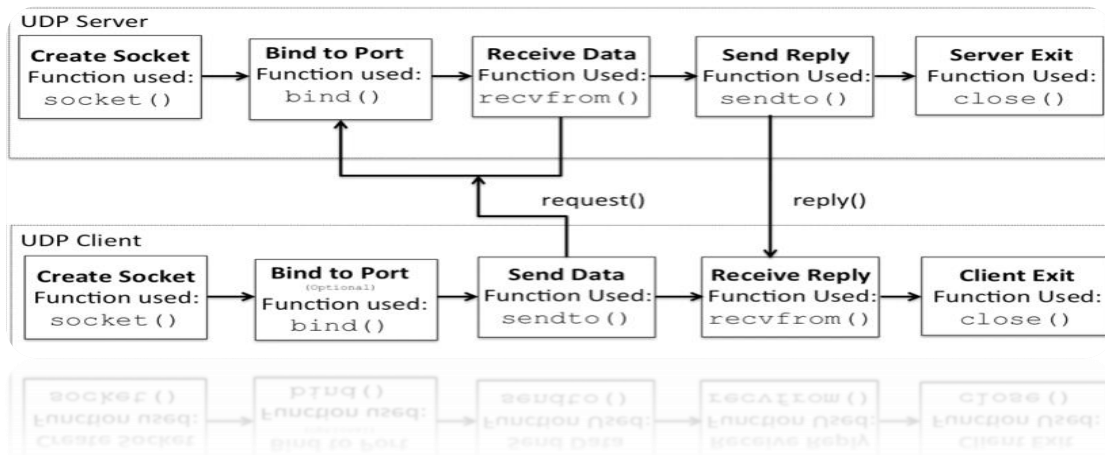 UDP Server
Create Socket
Function used:
socket()
Bind to Port
Function used:
bind()
Receive Data
Function Used:
recvfrom()
Send Reply
Function Used:
sendto()
Server Exit
Function Used:
close()
request()
reply()
UDP Client
Create Socket
Function used:
socket()
Bind to Port
(Optional)
Function used:
bind()
Send Data
Function Used:
sendto()
Receive Reply
Function Used:
recvfrom()
Client Exit
Function Used:
close()